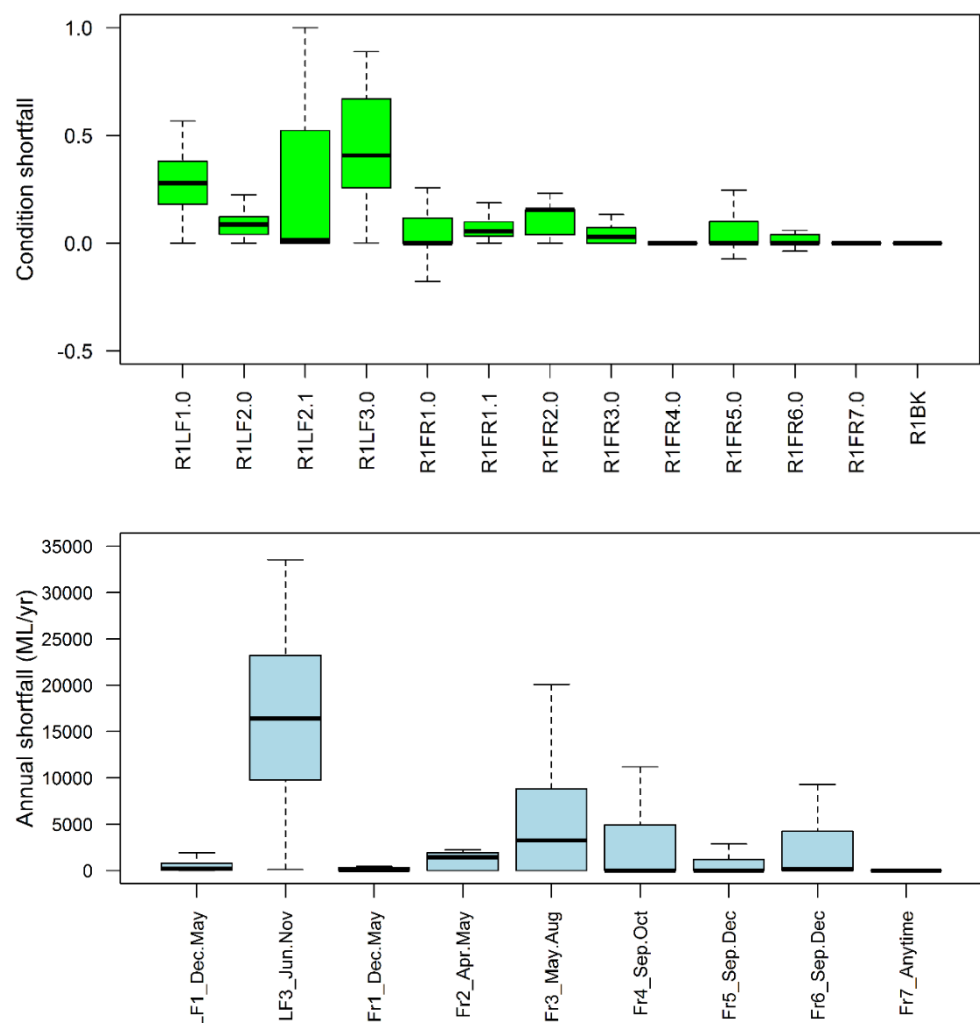 Condition shortfall
1.0
0.5
0.0
-0.5
R1LF1.0
R1LF2.0
R1LF2.1
R1LF3.0
R1FR1.0
R1FR1.1
R1FR2.0
R1FR3.0
R1FR4.0
R1FR5.0
R1FR6.0
R1FR7.0
R1BK
Annual shortfall (ML/yr)
35000
30000
25000
20000
15000
10000
5000
0
LF1_Dec.May
LF3_Jun.Nov
Fr1_Dec.May
Fr2_Apr.May
Fr3_May.Aug
Fr4_Sep.Oct
Fr5_Sep.Dec
Fr6_Sep.Dec
Fr7_Anytime